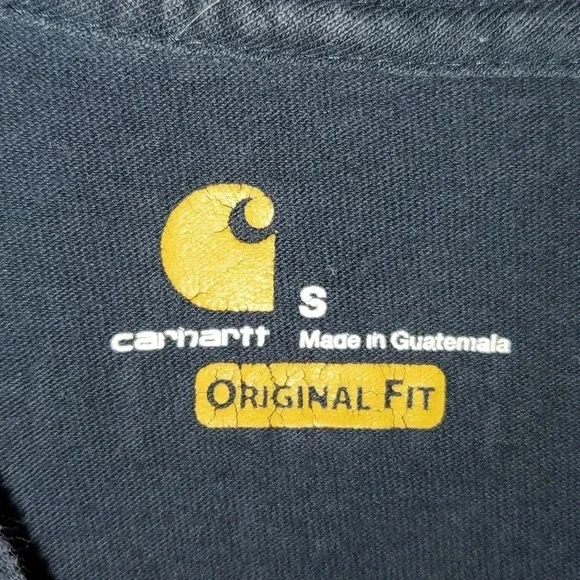 S
carhartt Made in Guatemala
ORIGINAL FIT